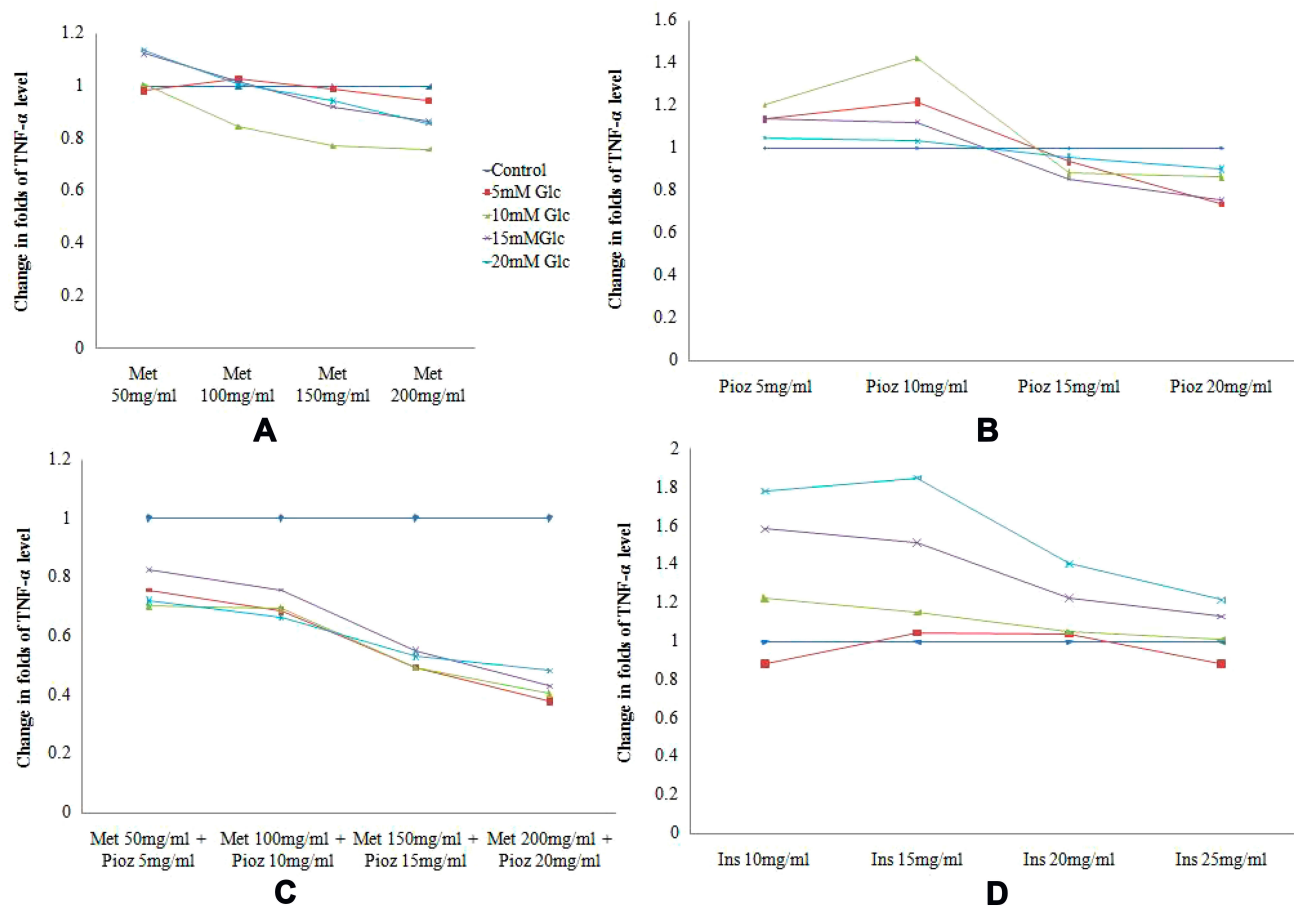 Change in folds of TNF-α level
1.2
1
0.8
0.6
0.4
0.2
0
Met
50mg/ml
Met
100mg/ml
Met
150mg/ml
Met
200mg/ml
Control
5mM Glc
10mM Glc
15mMGlc
20mM Glc
A
Change in folds of TNF-α level
1.6
1.4
1.2
1
0.8
0.6
0.4
0.2
0
Pioz 5mg/ml
Pioz 10mg/ml
Pioz 15mg/ml
Pioz 20mg/ml
B
Change in folds of TNF-α level
1.2
1
0.8
0.6
0.4
0.2
0
Met 50mg/ml +
Pioz 5mg/ml
Met 100mg/ml +
Pioz 10mg/ml
Met 150mg/ml +
Pioz 15mg/ml
Met 200mg/ml +
Pioz 20mg/ml
C
Change in folds of TNF-α level
2
1.8
1.6
1.4
1.2
1
0.8
0.6
0.4
0.2
0
Ins 10mg/ml
Ins 15mg/ml
Ins 20mg/ml
Ins 25mg/ml
D